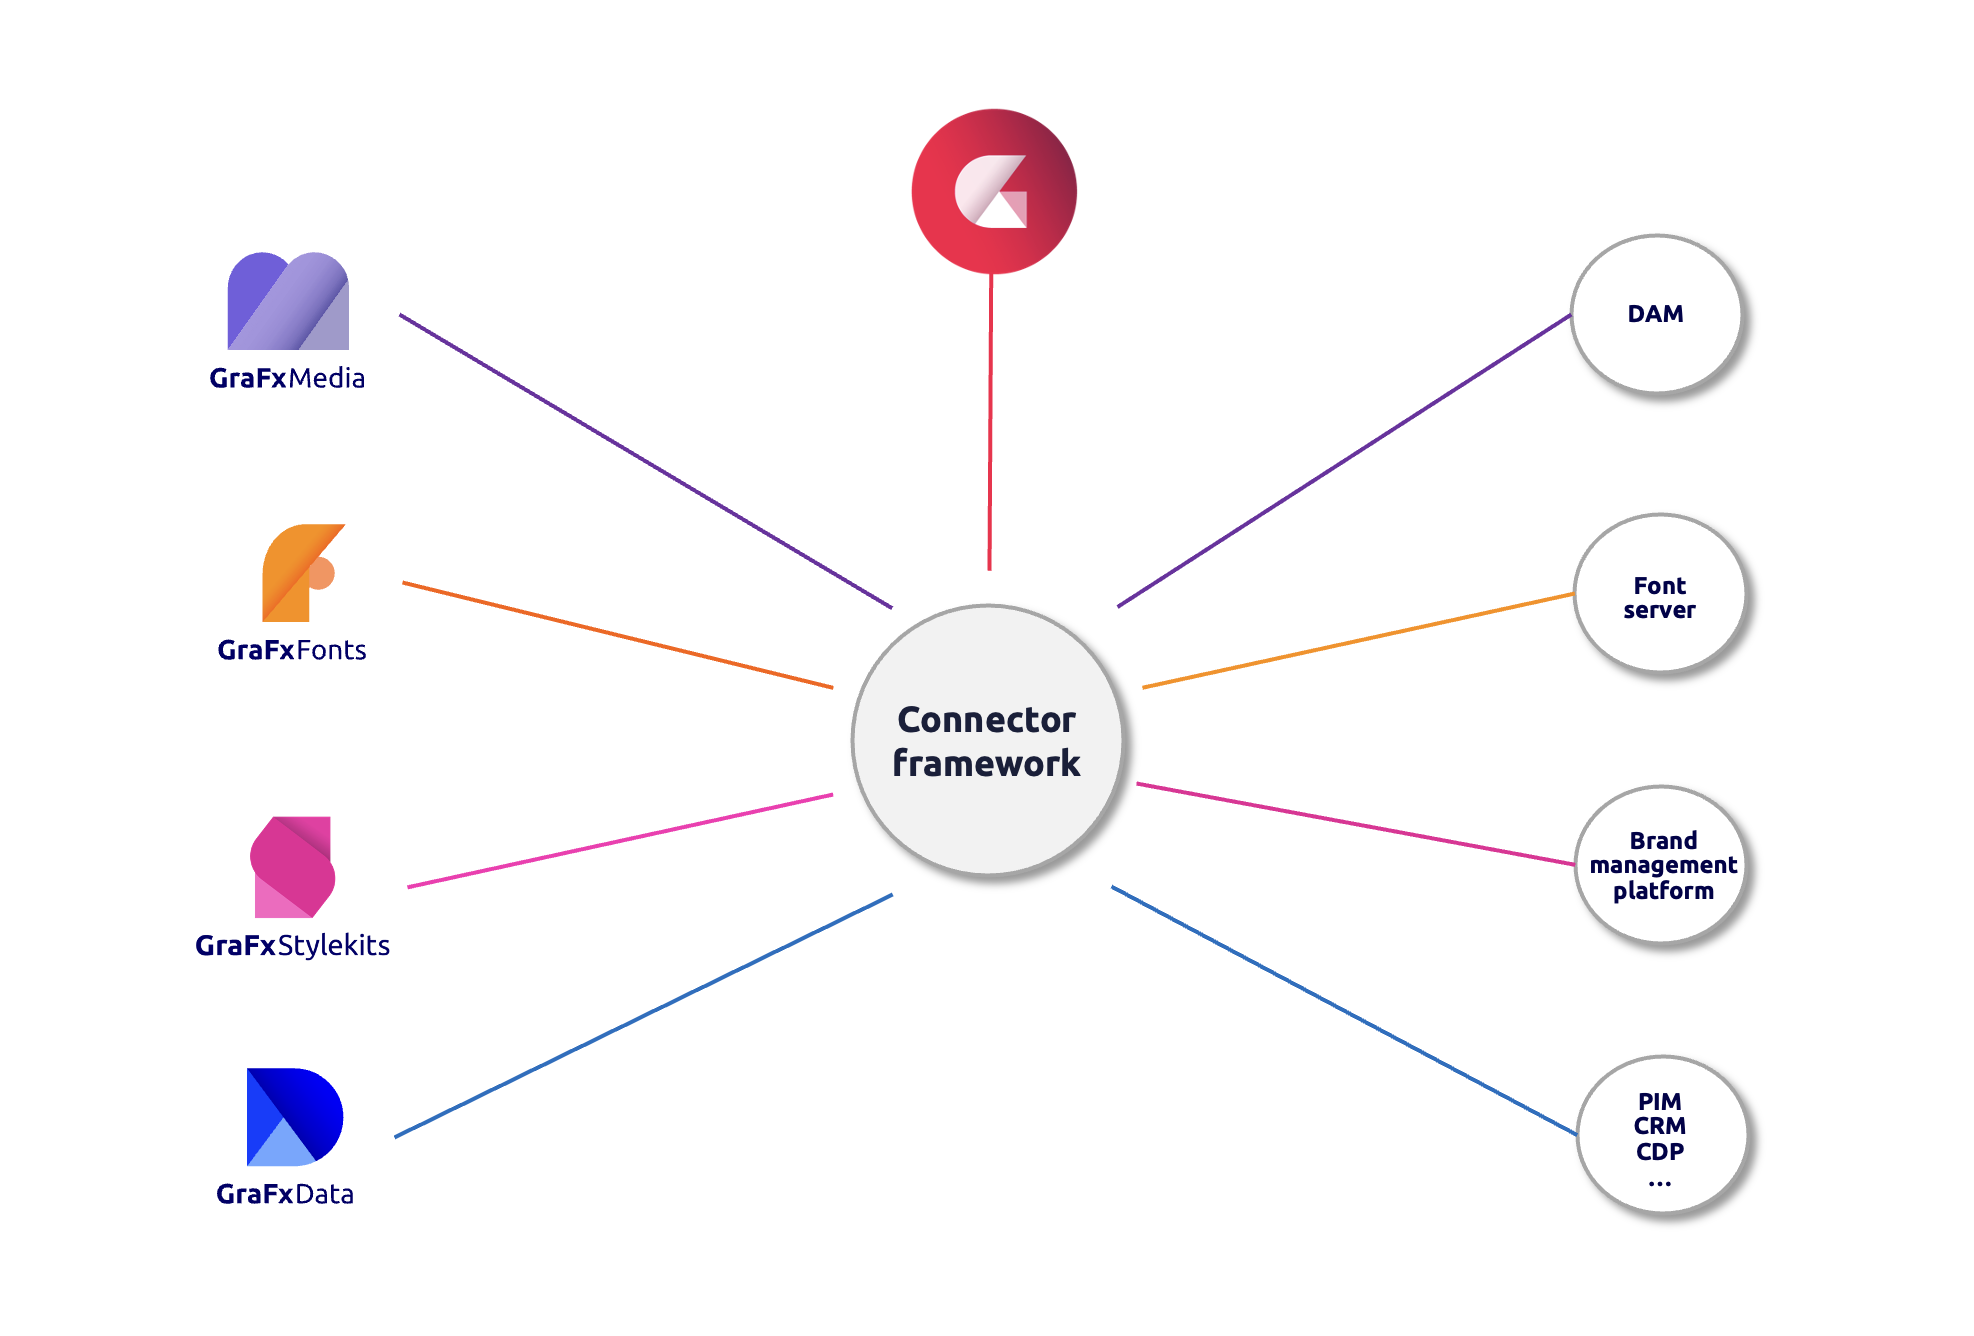 GraFxMedia
DAM
GraFxFonts
Font
server
Connector
framework
GraFxStylekits
Brand
management
platform
GraFxData
PIM
CRM
CDP
...